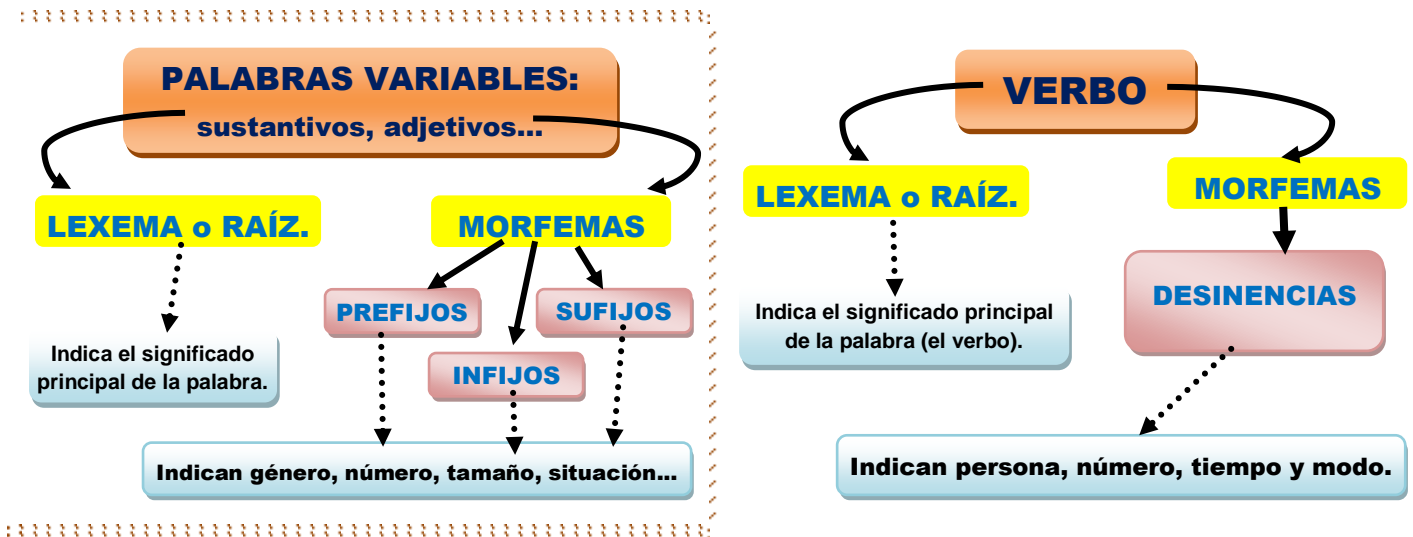 PALABRAS VARIABLES:
sustantivos, adjetivos...
LEXEMA o RAÍZ.
MORFEMAS
PREFIJOS
SUFIJOS
INFIJOS
Indica el significado
principal de la palabra.
Indican género, número, tamaño, situación...
VERBO
LEXEMA o RAÍZ.
MORFEMAS
DESINENCIAS
Indica el significado principal
de la palabra (el verbo).
Indican persona, número, tiempo y modo.